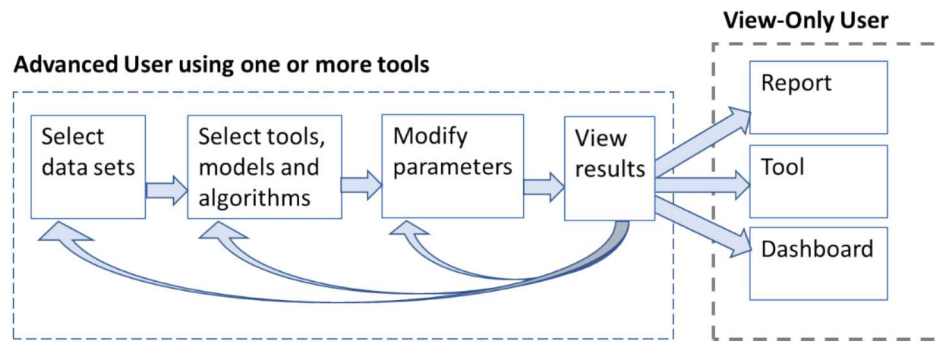 View-Only User
Advanced User using one or more tools
Select
data sets
Select tools,
models and
algorithms
Modify
parameters
View
results
Report
Tool
Dashboard